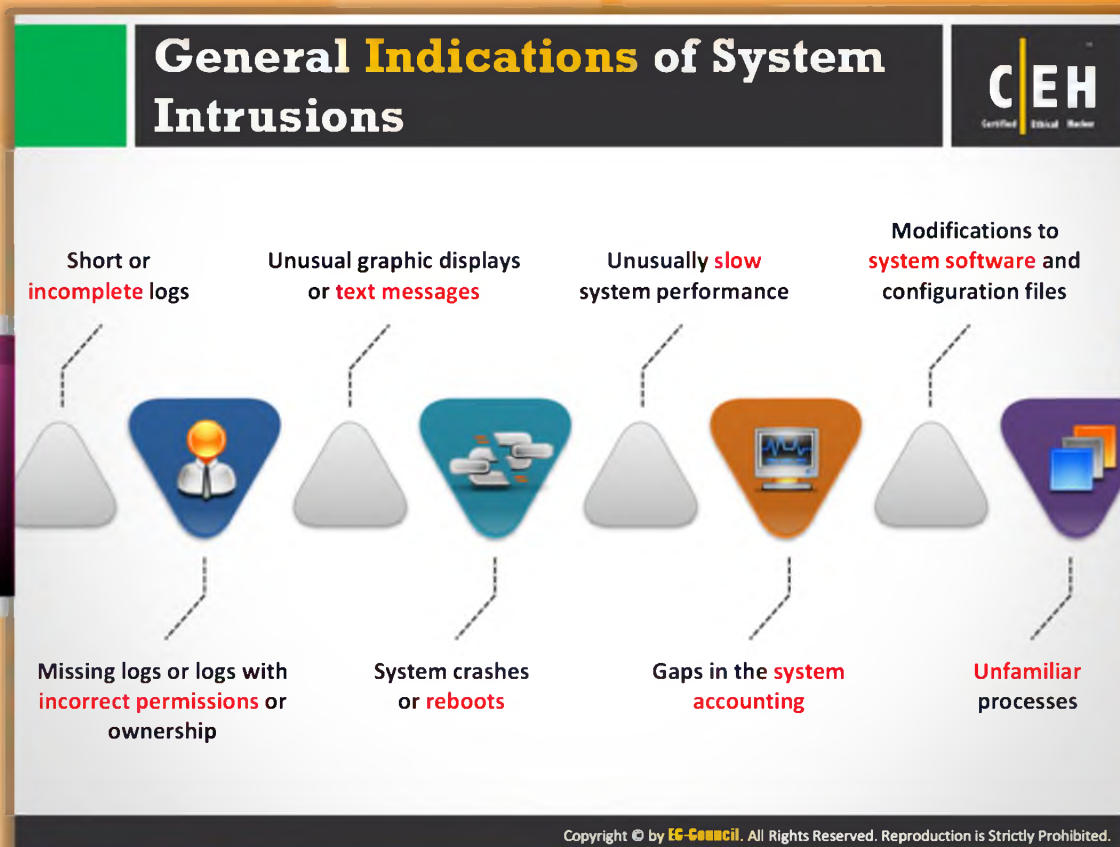 General Indications of System
Intrusions
CEH
Certified Ethical Hacker
Short or
incomplete logs
Unusual graphic displays
or text messages
Unusually slow
system performance
Modifications to
system software and
configuration files
Missing logs or logs with
incorrect permissions or
ownership
System crashes
or reboots
Gaps in the system
accounting
Unfamiliar
processes
Copyright © by EC-Council. All Rights Reserved. Reproduction is Strictly Prohibited.